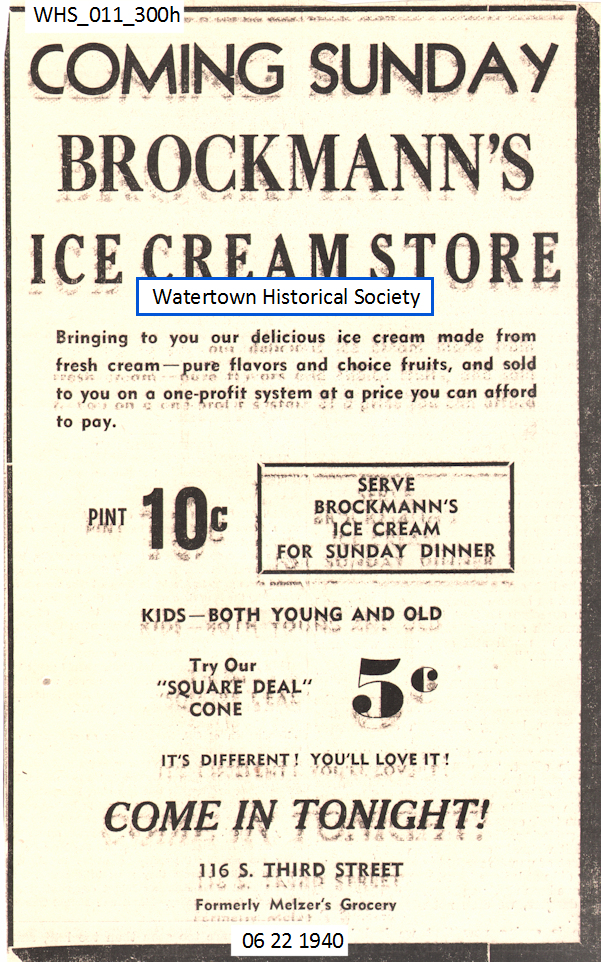 WHS_011_300h
COMING SUNDAY
BROCKMANN'S
ICE CREAM STORE
Watertown Historical Society
Bringing to you our delicious ice cream made from
fresh cream—pure flavors and choice fruits, and sold
to you on a one-profit system at a price you can afford
to pay.
PINT 10c
SERVE
BROCKMANN'S
ICE CREAM
FOR SUNDAY DINNER
KIDS—BOTH YOUNG AND OLD
Try Our
"SQUARE DEAL"
CONE
5c
IT'S DIFFERENT! YOU'LL LOVE IT!
COME IN TONIGHT!
116 S. THIRD STREET
Formerly Melzer's Grocery
06 22 1940